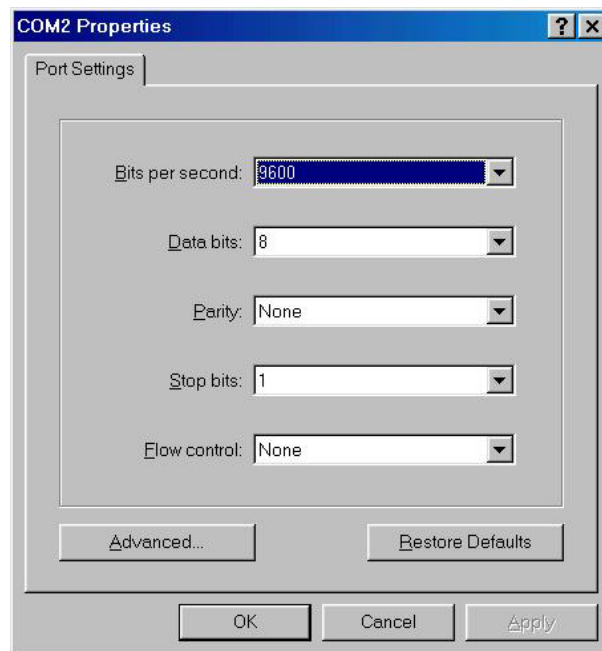 COM2 Properties
Port Settings
Bits per second: 9600
Data bits: 8
Parity: None
Stop bits: 1
Flow control: None
Advanced... Restore Defaults
OK Cancel Apply